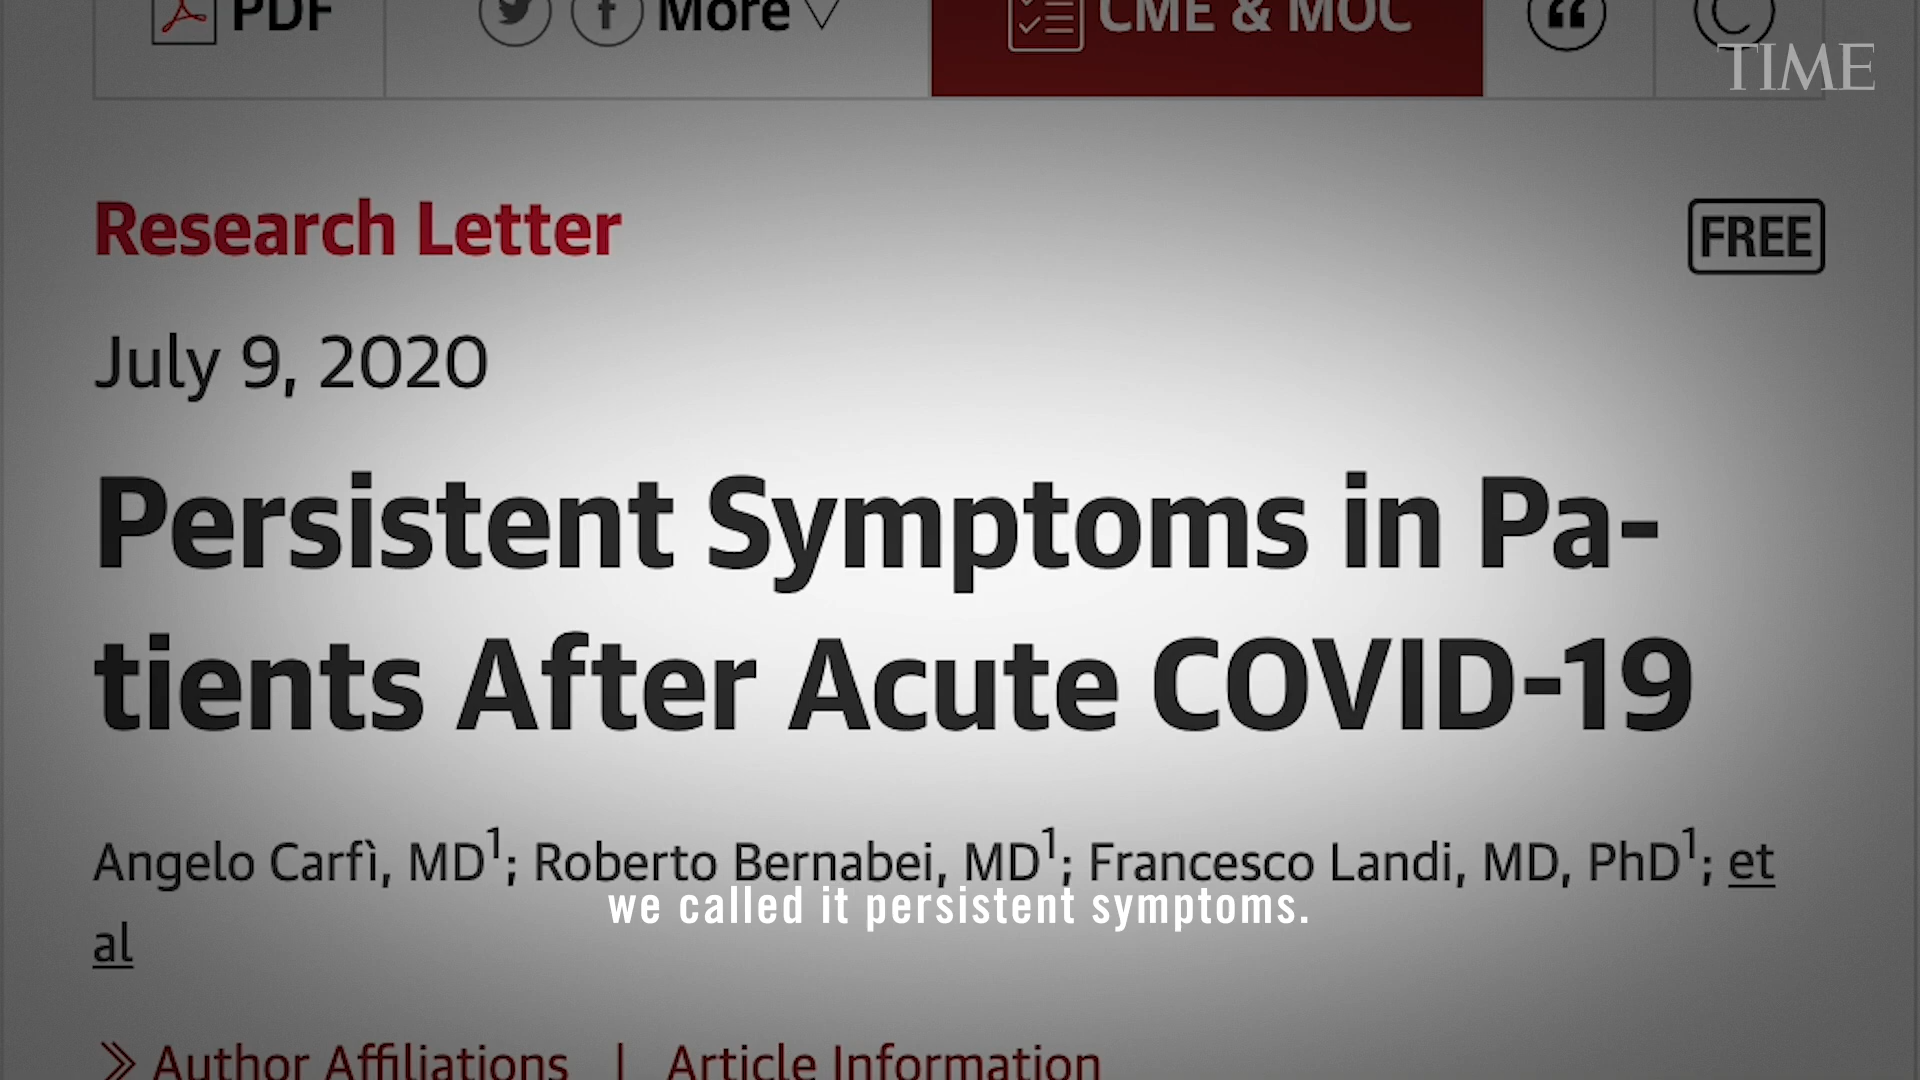 PDF More CME & MOC “
TIME
Research Letter FREE
July 9, 2020
Persistent Symptoms in Pa-
tients After Acute COVID-19
Angelo Carfì, MD1; Roberto Bernabei, MD1; Francesco Landi, MD, PhD1; et
al
we called it persistent symptoms.
Author Affiliations | Article Information